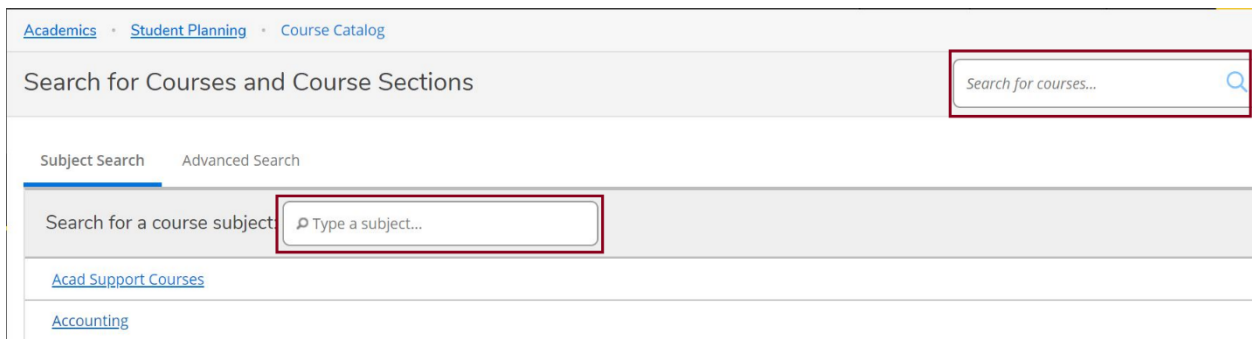 Academics • Student Planning • Course Catalog
Search for Courses and Course Sections
Search for courses...
Subject Search Advanced Search
Search for a course subject: Type a subject...
Acad Support Courses
Accounting